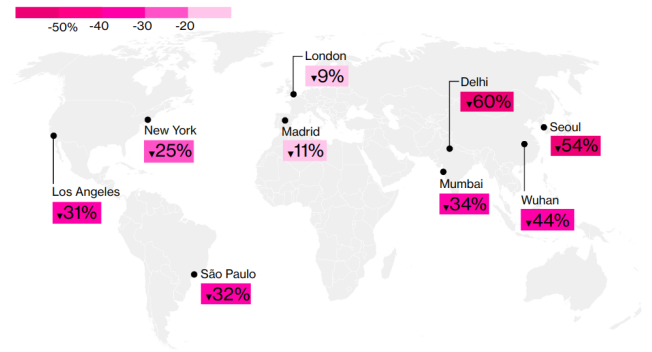 -50% -40 -30 -20
London
▼9%
Delhi
▼60%
New York
▼25%
Madrid
▼11%
Seoul
▼54%
Los Angeles
▼31%
Mumbai
▼34%
Wuhan
▼44%
São Paulo
▼32%